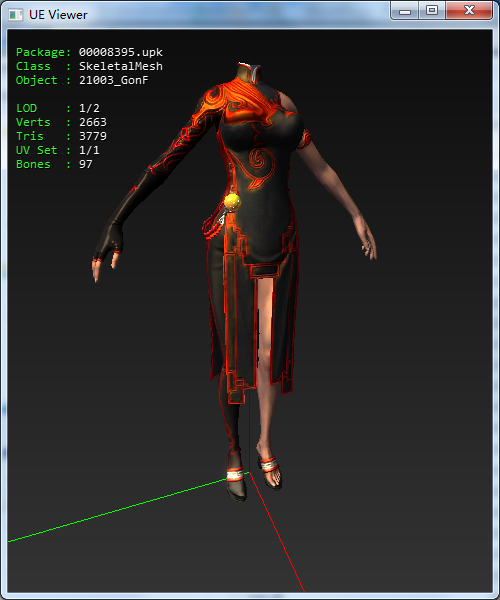 UE Viewer
Package: 00008395.upk
Class  : SkeletalMesh
Object : 21003_GonF
LOD    : 1/2
Verts  : 2663
Tris   : 3779
UV Set : 1/1
Bones  : 97